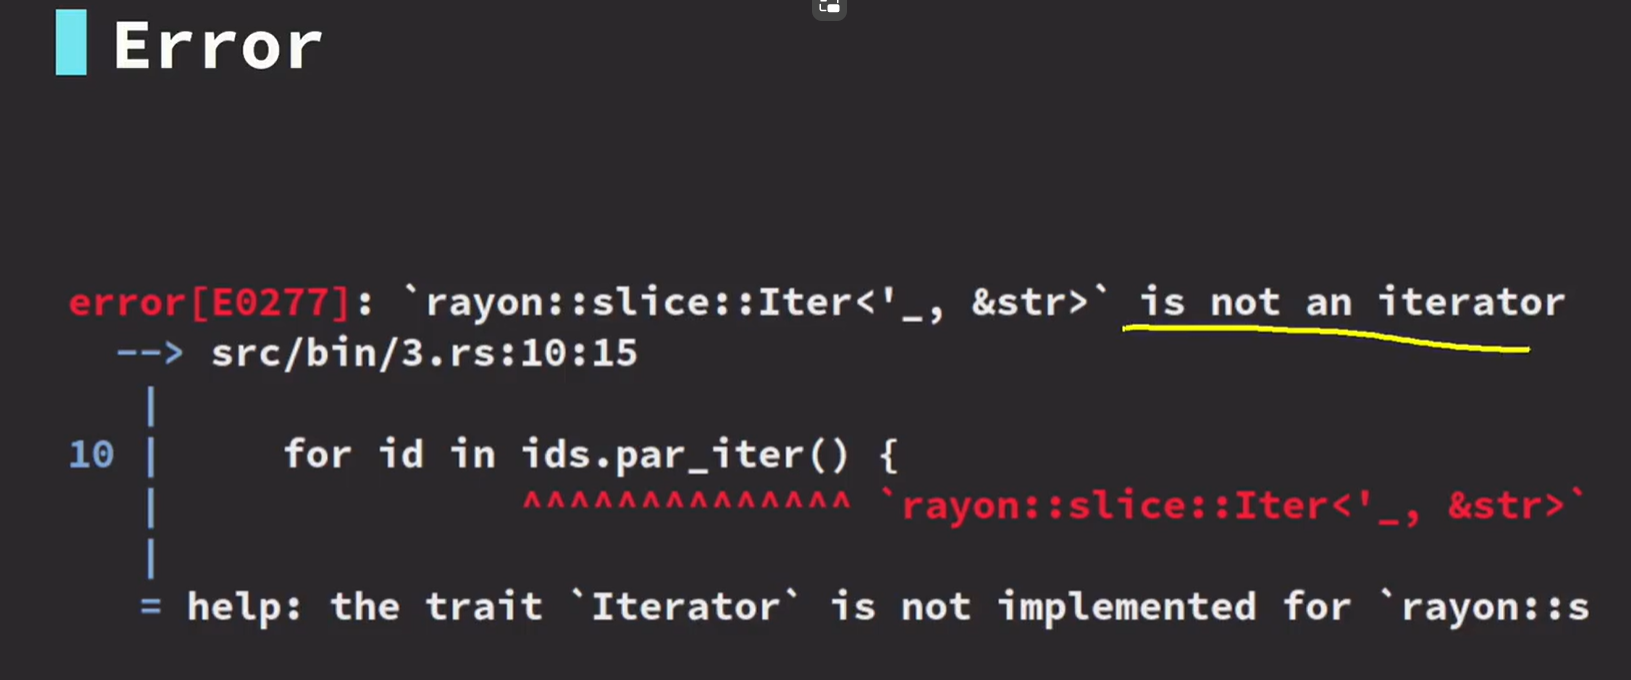 Error
error[E0277]: `rayon::slice::Iter<'_, &str>` is not an iterator
--> src/bin/3.rs:10:15
|
10 | for id in ids.par_iter() {
| ^^^^^^^^^^^^^^ `rayon::slice::Iter<'_, &str>`
|
= help: the trait `Iterator` is not implemented for `rayon::s